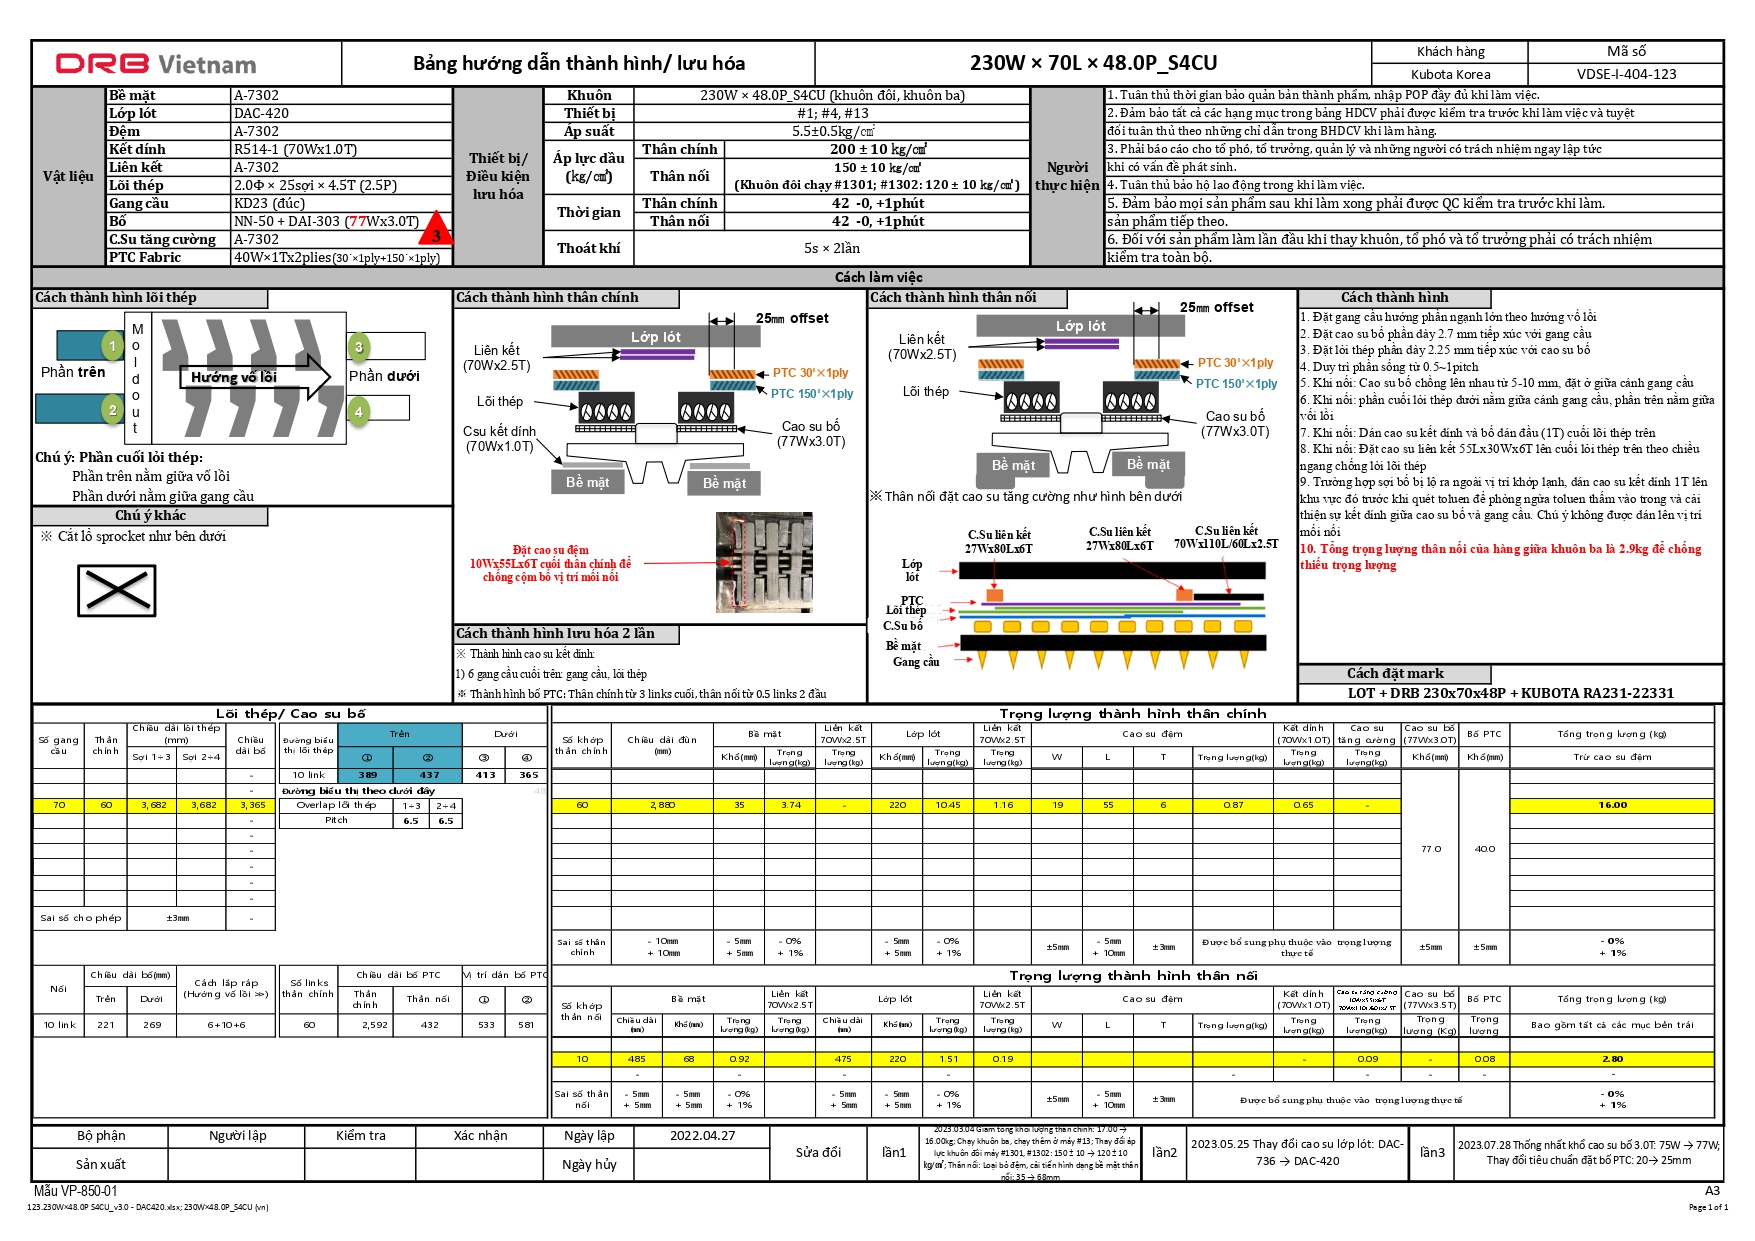 DRB Vietnam
Bảng hướng dẫn thành hình/ lưu hóa
230W × 70L × 48.0P_S4CU
Khách hàng
Mã số
Kubota Korea
VDSE-I-404-123
Vật liệu
Bề mặt A-7302
Lớp lót DAC-420
Đệm A-7302
Kết dính R514-1 (70Wx1.0T)
Liên kết A-7302
Lõi thép 2.0Φ × 25sợi × 4.5T (2.5P)
Gang cầu KD23 (đúc)
Bố NN-50 + DAI-303 (77Wx3.0T)
3
C.Su tăng cường A-7302
PTC Fabric 40W×1Tx2plies(30˙×1ply+150˙×1ply)
Thiết bị/
Điều kiện
lưu hóa
Khuôn 230W × 48.0P_S4CU (khuôn đôi, khuôn ba)
Thiết bị #1; #4, #13
Áp suất 5.5±0.5kg/㎠
Áp lực dầu
(kg/㎠)
Thân chính 200 ± 10 kg/㎠
Thân nối 150 ± 10 kg/㎠
(Khuôn đôi chạy #1301; #1302: 120 ± 10 kg/㎠)
Thời gian
Thân chính 42 -0, +1phút
Thân nối 42 -0, +1phút
Thoát khí 5s × 2lần
Người
thực hiện
1. Tuân thủ thời gian bảo quản bán thành phẩm, nhập POP đầy đủ khi làm việc.
2. Đảm bảo tất cả các hạng mục trong bảng HDCV phải được kiểm tra trước khi làm việc và tuyệt
đối tuân thủ theo những chỉ dẫn trong BHDCV khi làm hàng.
3. Phải báo cáo cho tổ phó, tổ trưởng, quản lý và những người có trách nhiệm ngay lập tức
khi có vấn đề phát sinh.
4. Tuân thủ bảo hộ lao động trong khi làm việc.
5. Đảm bảo mọi sản phẩm sau khi làm xong phải được QC kiểm tra trước khi làm.
sản phẩm tiếp theo.
6. Đối với sản phẩm làm lần đầu khi thay khuôn, tổ phó và tổ trưởng phải có trách nhiệm
kiểm tra toàn bộ.
Cách làm việc
Cách thành hình lõi thép
Moldout
1
2
3
4
Phần trên
Hướng vố lồi
Phần dưới
Chú ý: Phần cuối lõi thép:
Phần trên nằm giữa vố lồi
Phần dưới nằm giữa gang cầu
Chú ý khác
※ Cắt lổ sprocket như bên dưới
Cách thành hình thân chính
25㎜ offset
Lớp lót
Liên kết
(70Wx2.5T)
PTC 30˚×1ply
PTC 150˚×1ply
Lõi thép
Csu kết dính
(70Wx1.0T)
Cao su bố
(77Wx3.0T)
Bề mặt
Bề mặt
Đặt cao su đệm
10Wx55Lx6T cuối thân chính để
chống cộm bố vị trí mối nối
Cách thành hình lưu hóa 2 lần
※ Thành hình cao su kết dính:
1) 6 gang cầu cuối trên: gang cầu, lõi thép
※ Thành hình bố PTC: Thân chính từ 3 links cuối, thân nối từ 0.5 links 2 đầu
Cách thành hình thân nối
25㎜ offset
Lớp lót
Liên kết
(70Wx2.5T)
PTC 30˚×1ply
PTC 150˚×1ply
Lõi thép
Cao su bố
(77Wx3.0T)
Bề mặt
Bề mặt
※Thân nối đặt cao su tăng cường như hình bên dưới
C.Su liên kết
27Wx80Lx6T
C.Su liên kết
27Wx80Lx6T
C.Su liên kết
70Wx110L/60Lx2.5T
Lớp
lót
PTC
Lõi thép
C.Su bố
Bề mặt
Gang cầu
Cách thành hình
1. Đặt gang cầu hướng phần ngạnh lớn theo hướng vố lồi
2. Đặt cao su bố phần dày 2.7 mm tiếp xúc với gang cầu
3. Đặt lõi thép phần dày 2.25 mm tiếp xúc với cao su bố
4. Duy trì phần sống từ 0.5~1pitch
5. Khi nối: Cao su bố chồng lên nhau từ 5-10 mm, đặt ở giữa cánh gang cầu
6. Khi nối: phần cuối lõi thép dưới nằm giữa cánh gang cầu, phần trên nằm giữa
vối lồi
7. Khi nối: Dán cao su kết dính và bố dán đầu (1T) cuối lõi thép trên
8. Khi nối: Đặt cao su liên kết 55Lx30Wx6T lên cuối lõi thép trên theo chiều
ngang chống lòi lõi thép
9. Trường hợp sợi bố bị lộ ra ngoài vị trí khớp lạnh, dán cao su kết dính 1T lên
khu vực đó trước khi quét toluen để phòng ngừa toluen thấm vào trong và cải
thiện sự kết dính giữa cao su bố và gang cầu. Chú ý không được dán lên vị trí
mối nối
10. Tổng trọng lượng thân nối của hàng giữa khuôn ba là 2.9kg để chống
thiếu trọng lượng
Cách đặt mark
LOT + DRB 230x70x48P + KUBOTA RA231-22331
Lõi thép/ Cao su bố
Số gang cầu Thân chính Chiều dài lõi thép (mm) Chiều dài bố
Sợi 1÷3 Sợi 2÷4
-
-
70 60 3,682 3,682 3,365
-
-
-
-
-
-
Sai số cho phép ±3mm -
Đường biểu thị lõi thép Trên Dưới
① ② ③ ④
10 link 389 437 413 365
Đường biểu thị theo dưới đây
48
Overlap lõi thép 1÷3 2÷4
Pitch 6.5 6.5
Nối Chiều dài bố(mm) Cách lắp ráp (Hướng vố lồi ≫)
Trên Dưới
10 link 221 269 6+10+6
Số links thân chính Chiều dài bố PTC Vị trí dán bố PTC
Thân chính Thân nối ① ②
60 2,592 432 533 581
Trọng lượng thành hình thân chính
Số khớp thân chính Chiều dài đùn (mm) Bề mặt Liên kết 70Wx2.5T Lớp lót Liên kết 70Wx2.5T Cao su đệm Kết dính (70Wx1.0T) Cao su tăng cường Cao su bố (77Wx3.0T) Bố PTC Tổng trọng lượng (kg)
Khổ(mm) Trọng lượng(kg) Trọng lượng(kg) Khổ(mm) Trọng lượng(kg) Trọng lượng(kg) W L T Trọng lượng(kg) Trọng lượng(kg) Trọng lượng(kg) Khổ(mm) Khổ(mm) Trừ cao su đệm
60 2,880 35 3.74 - 220 10.45 1.16 19 55 6 0.87 0.65 - 16.00
77.0 40.0
Sai số thân chính - 10mm + 10mm - 5mm + 5mm - 0% + 1% - 5mm + 5mm - 0% + 1% ±5mm - 5mm + 10mm ±3mm Được bổ sung phụ thuộc vào trọng lượng thực tế ±5mm ±5mm - 0% + 1%
Trọng lượng thành hình thân nối
Số khớp thân nối Bề mặt Liên kết 70Wx2.5T Lớp lót Liên kết 70Wx2.5T Cao su đệm Kết dính (70Wx1.0T) Cao su bố (77Wx3.5T) Bố PTC Tổng trọng lượng (kg)
Chiều dài (mm) Khổ(mm) Trọng lượng(kg) Trọng lượng(kg) Chiều dài (mm) Khổ(mm) Trọng lượng(kg) Trọng lượng(kg) W L T Trọng lượng(kg) Trọng lượng(kg) Trọng lượng(kg) Trọng lượng (Kg) Trọng lượng Bao gồm tất cả các mục bên trái
10 485 68 0.92 475 220 1.51 0.19 - 0.09 - 0.08 2.80
- - - - - - - - - - -
Sai số thân nối - 5mm + 5mm - 5mm + 5mm - 0% + 1% - 5mm + 5mm - 5mm + 5mm - 0% + 1% ±5mm - 5mm + 10mm ±3mm Được bổ sung phụ thuộc vào trọng lượng thực tế - 0% + 1%
Bộ phận Người lập Kiểm tra Xác nhận Ngày lập 2022.04.27
Sản xuất Ngày hủy
Sửa đổi
lần1
2023.03.04 Giảm tổng khối lượng thân chính: 17.00 →
16.00kg; Chạy khuôn ba, chạy thêm ở máy #13; Thay đổi áp
lực khuôn đôi máy #1301, #1302: 150 ± 10 → 120 ± 10
kg/㎠; Thân nối: Loại bỏ đệm, cải tiến hình dạng bề mặt thân
nối: 35 → 68mm
lần2
2023.05.25 Thay đổi cao su lớp lót: DAC-
736 → DAC-420
lần3
2023.07.28 Thống nhất khổ cao su bố 3.0T: 75W → 77W;
Thay đổi tiêu chuẩn đặt bố PTC: 20→ 25mm
Mẫu VP-850-01
A3
123.230W×48.0P S4CU_v3.0 - DAC420.xlsx; 230W×48.0P_S4CU (vn)
Page 1 of 1